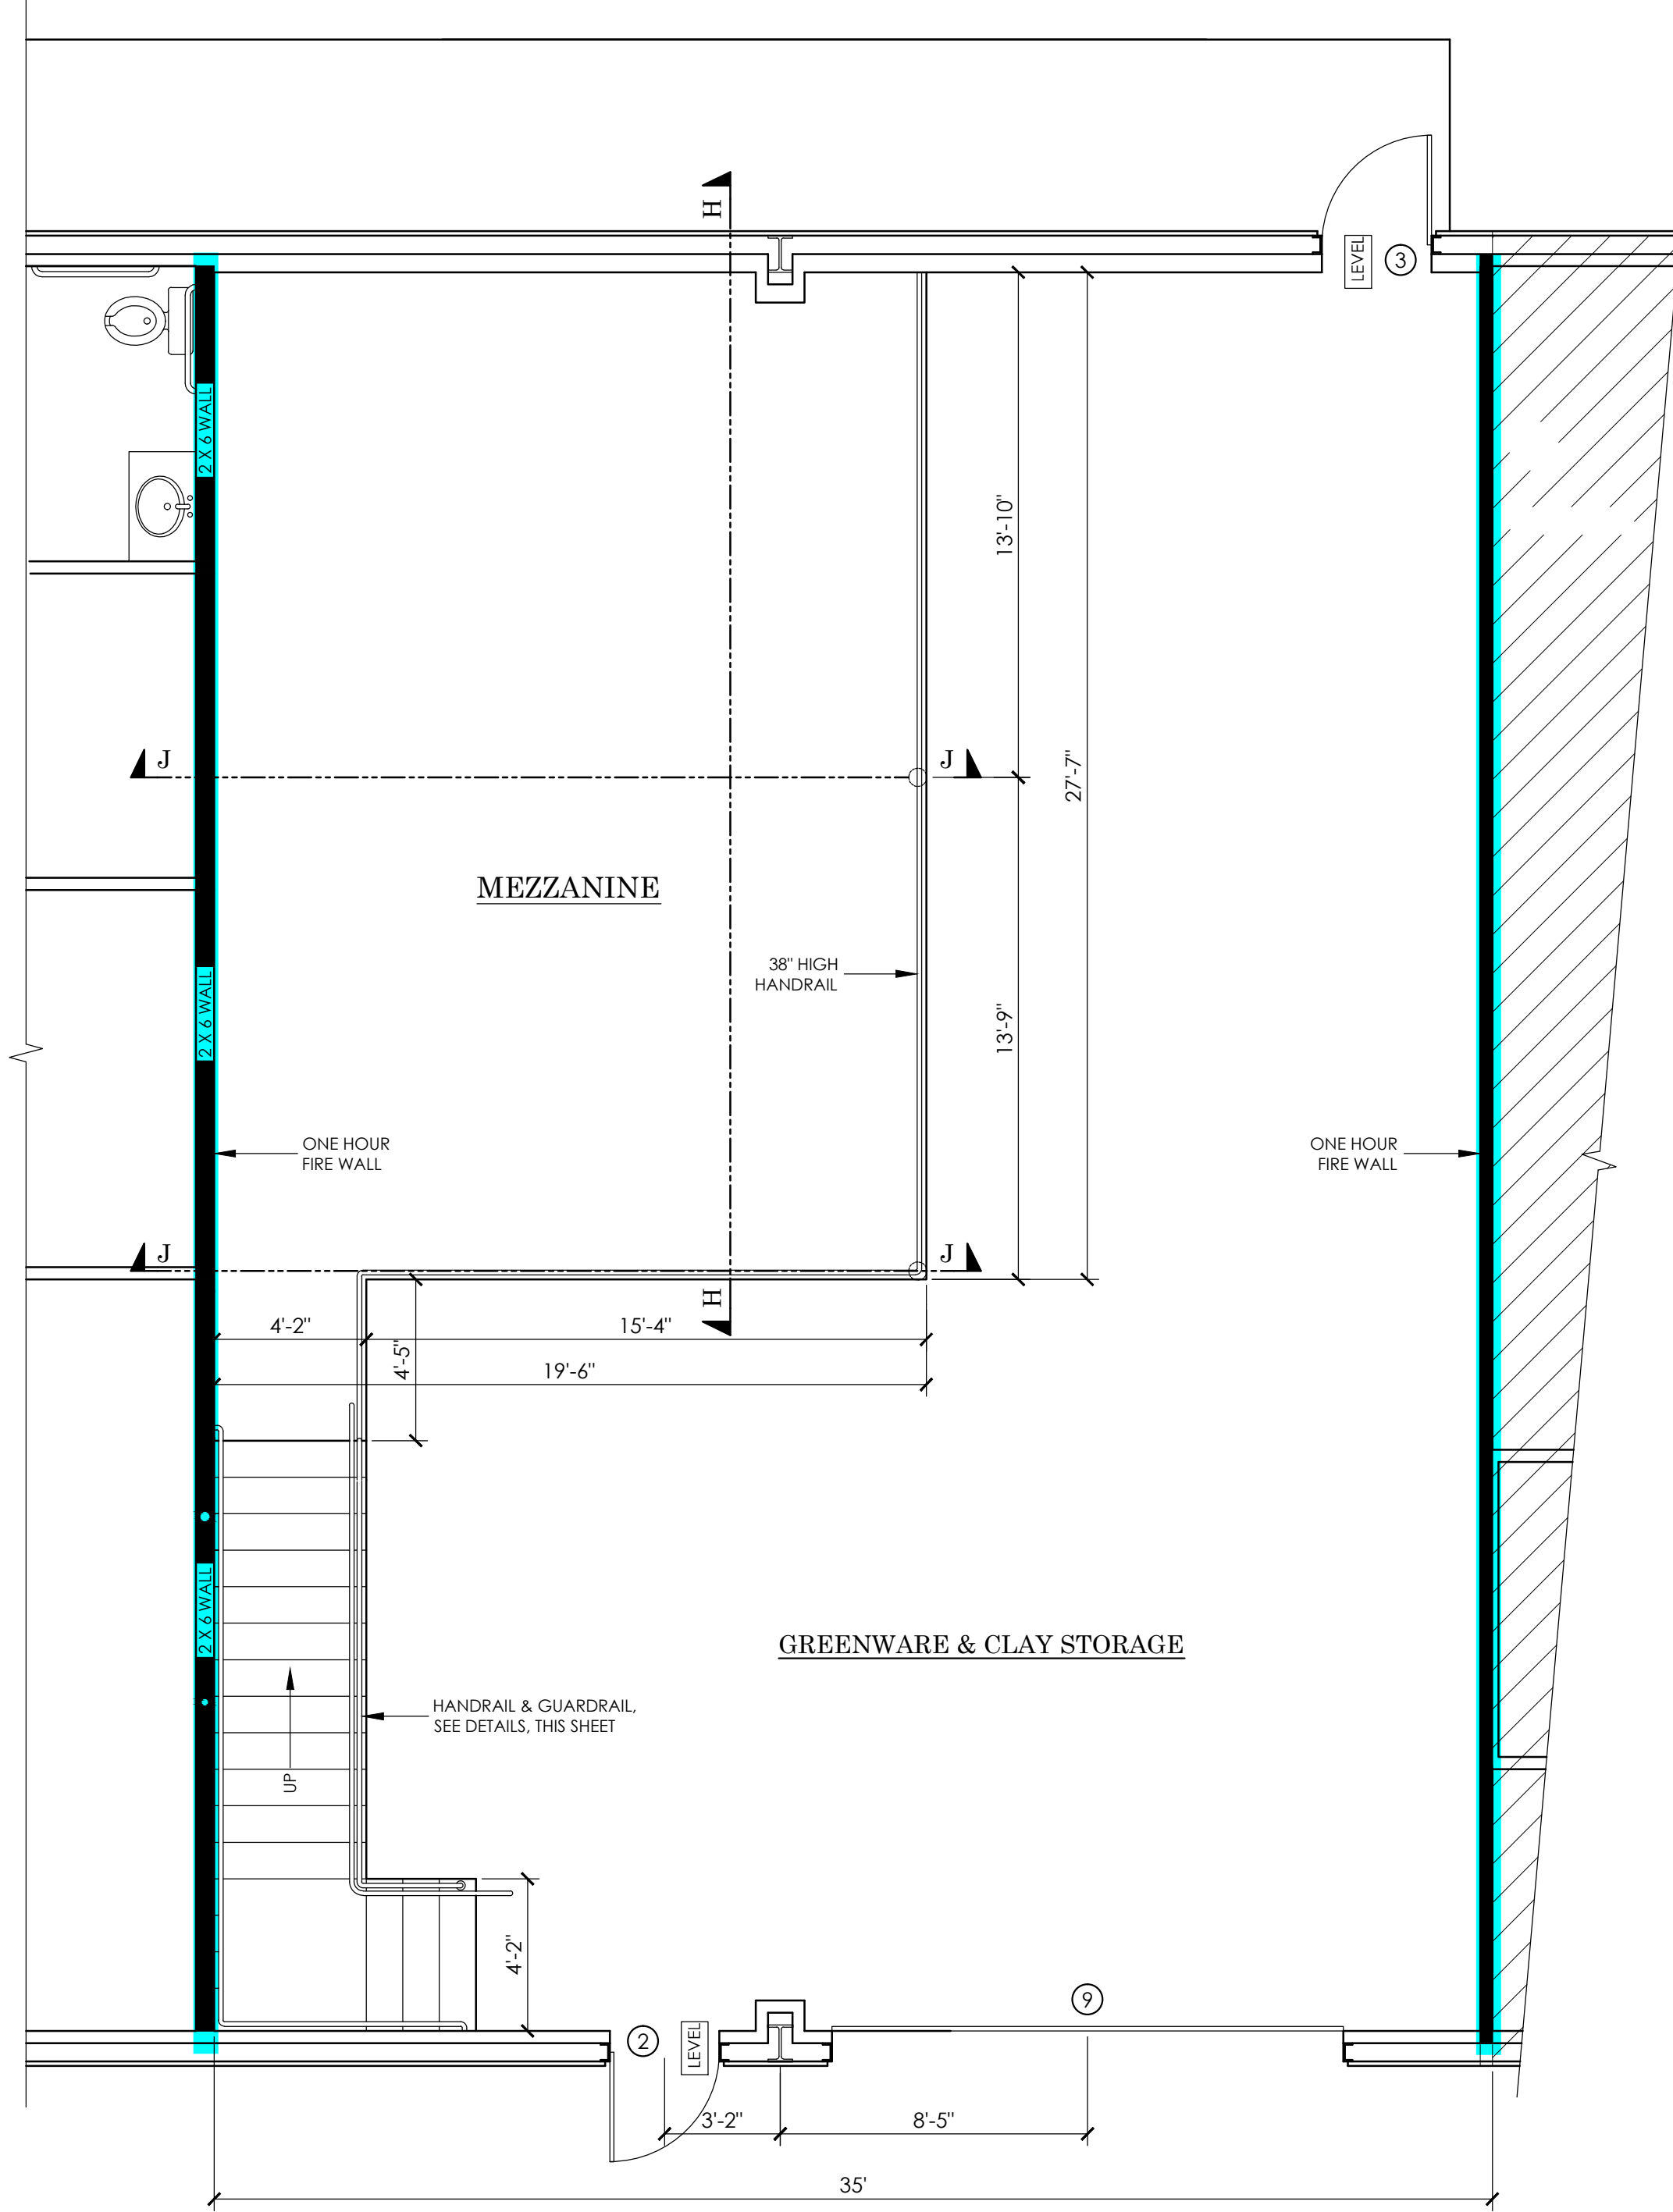 H
LEVEL
3
2 X 6 WALL
13'-10"
J
J
27'-7"
MEZZANINE
38" HIGH
HANDRAIL
2 X 6 WALL
13'-9"
ONE HOUR
FIRE WALL
ONE HOUR
FIRE WALL
J
J
H
4'-2"
15'-4"
4'-5"
19'-6"
2 X 6 WALL
GREENWARE & CLAY STORAGE
HANDRAIL & GUARDRAIL,
SEE DETAILS, THIS SHEET
UP
4'-2"
9
2
LEVEL
3'-2"
8'-5"
35'